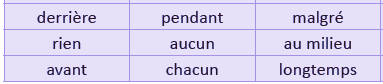 derrière pendant malgré
rien aucun au milieu
avant chacun longtemps